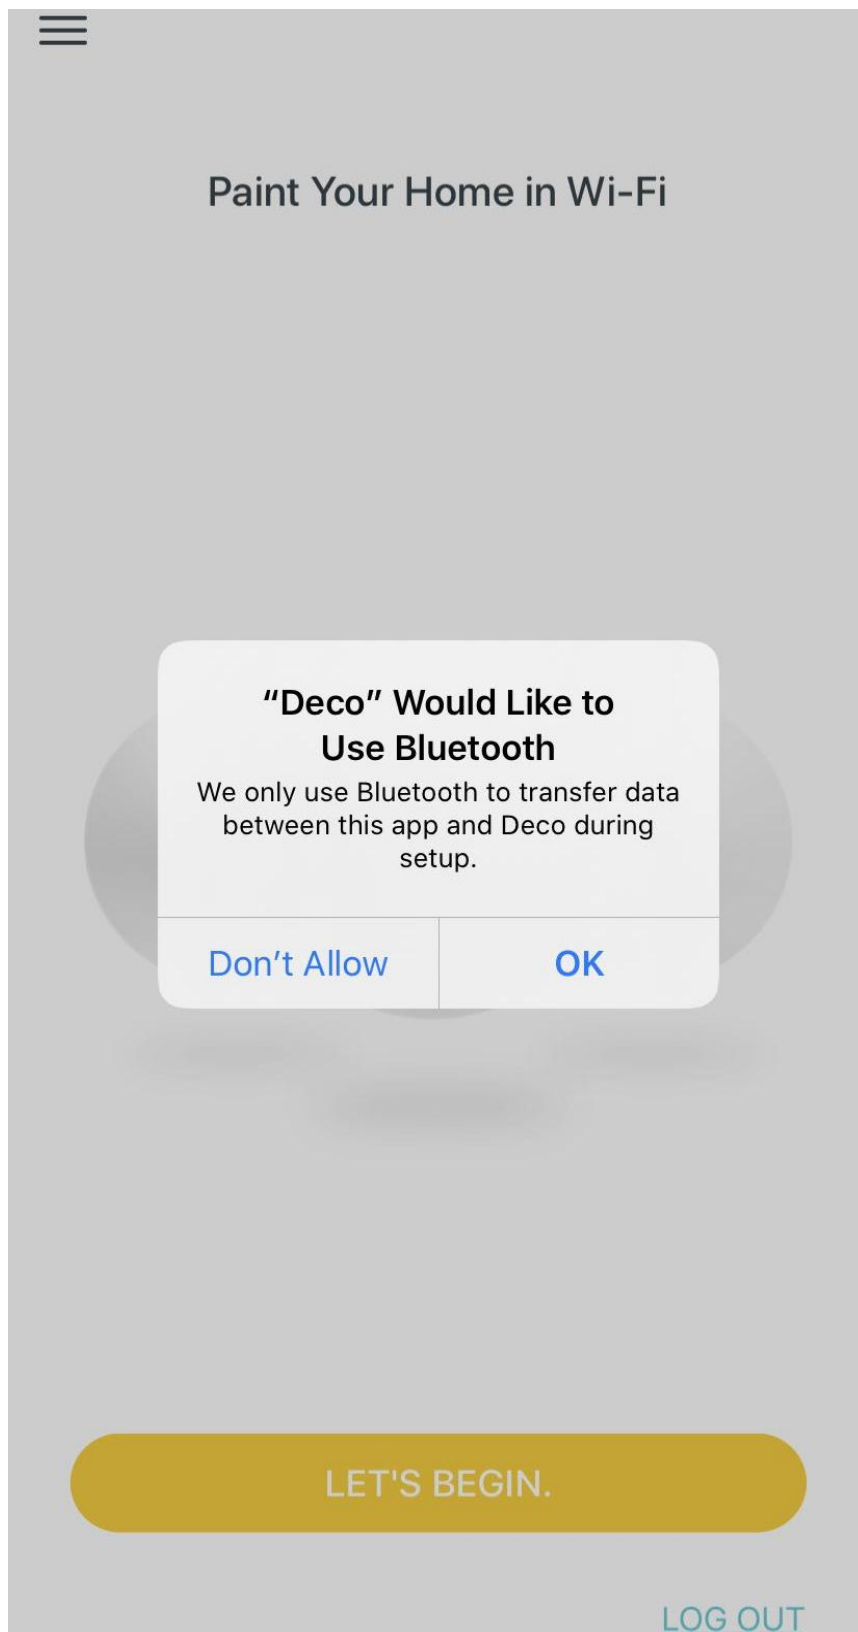 Paint Your Home in Wi-Fi
“Deco” Would Like to
Use Bluetooth
We only use Bluetooth to transfer data
between this app and Deco during
setup.
Don’t Allow
OK
LET'S BEGIN.
LOG OUT